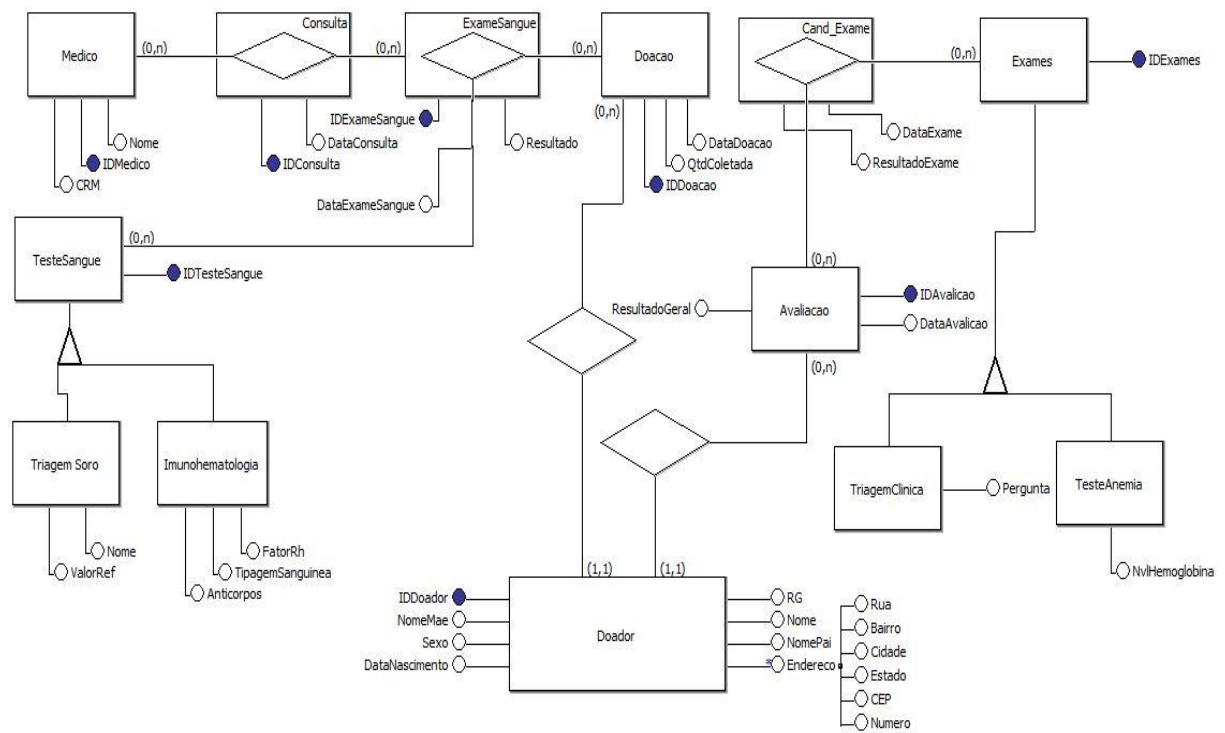 Consulta
ExameSangue
Cand_Exame
Medico
(0,n)
(0,n)
(0,n)
Doacao
(0,n)
Exames
IDExames
(0,n)
IDExameSangue
Nome
DataConsulta
Resultado
DataDoacao
DataExame
IDMedico
IDConsulta
QtdColetada
ResultadoExame
CRM
IDDoacao
DataExameSangue
(0,n)
TesteSangue
IDTesteSangue
(0,n)
ResultadoGeral
Avaliacao
IDAvalicao
DataAvalicao
(0,n)
Triagem Soro
Imunohematologia
TriagemClinica
Pergunta
TesteAnemia
Nome
FatorRh
ValorRef
TipagemSanguinea
Anticorpos
NvlHemoglobina
(1,1)
(1,1)
IDDoador
NomeMae
Sexo
DataNascimento
Doador
RG
Nome
NomePai
*Endereco
Rua
Bairro
Cidade
Estado
CEP
Numero